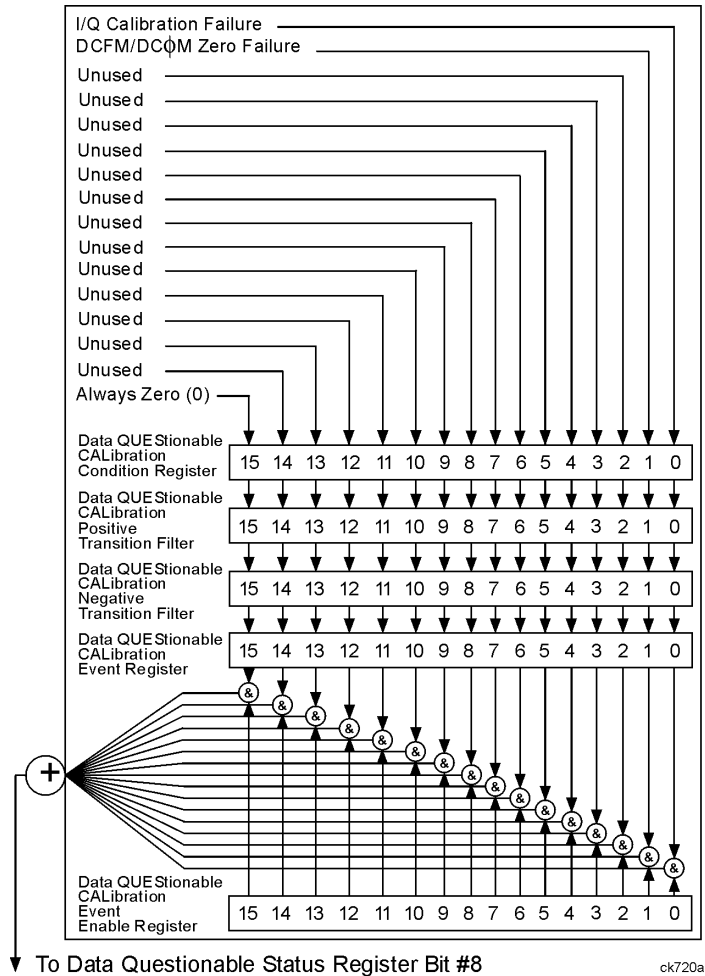 I/Q Calibration Failure
DCFM/DCϕM Zero Failure
Unused
Unused
Unused
Unused
Unused
Unused
Unused
Unused
Unused
Unused
Unused
Unused
Unused
Always Zero (0)
Data QUEStionable
CALibration
Condition Register
15 14 13 12 11 10 9 8 7 6 5 4 3 2 1 0
Data QUEStionable
CALibration
Positive
Transition Filter
15 14 13 12 11 10 9 8 7 6 5 4 3 2 1 0
Data QUEStionable
CALibration
Negative
Transition Filter
15 14 13 12 11 10 9 8 7 6 5 4 3 2 1 0
Data QUEStionable
CALibration
Event Register
15 14 13 12 11 10 9 8 7 6 5 4 3 2 1 0
& & & & & & & & & & & & & & & &
+
Data QUEStionable
CALibration
Event
Enable Register
15 14 13 12 11 10 9 8 7 6 5 4 3 2 1 0
To Data Questionable Status Register Bit #8
ck720a